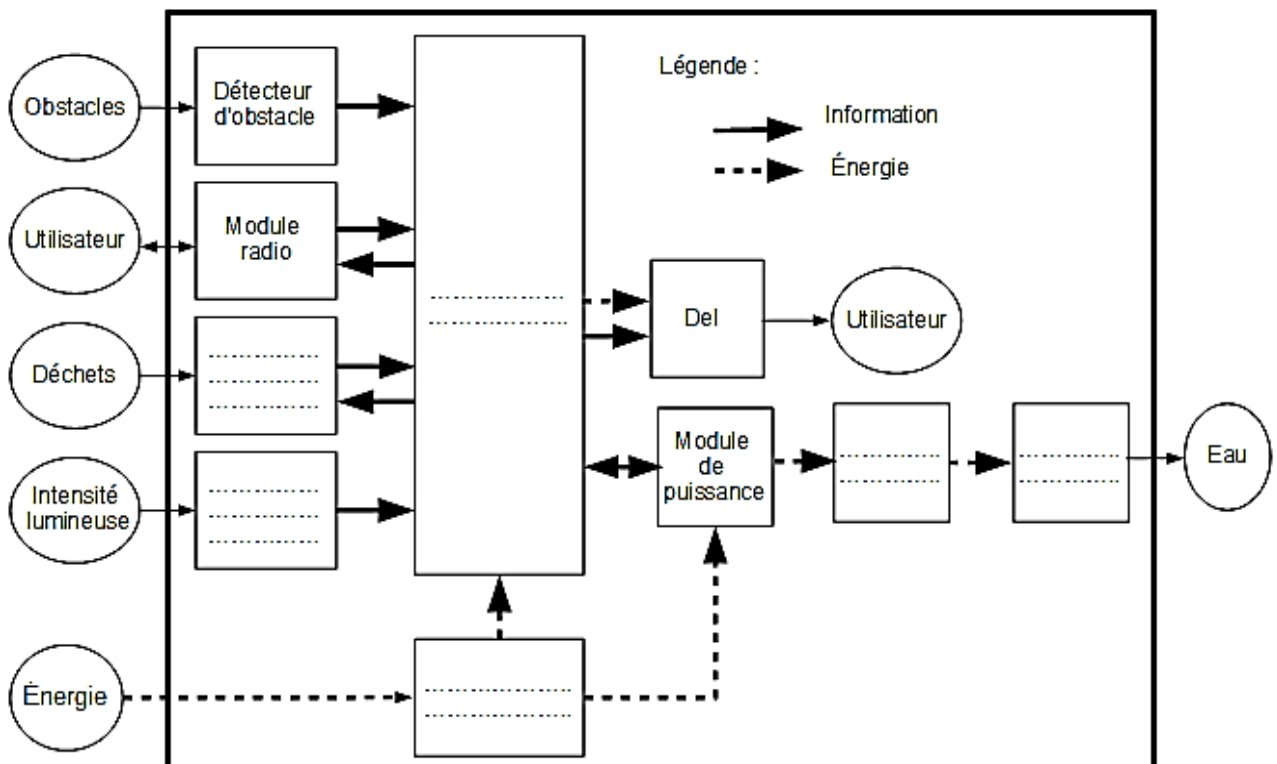 Obstacles
Détecteur
d'obstacle
Légende :
Information
Énergie
Utilisateur
Module
radio
Del
Utilisateur
Déchets
Module
de
puissance
Eau
Intensité
lumineuse
Énergie